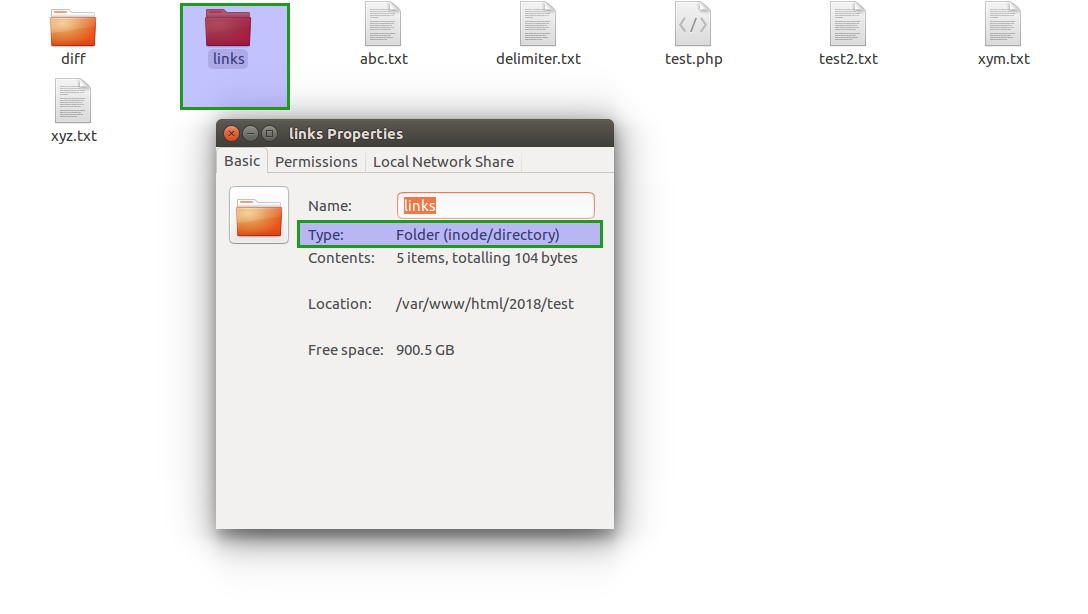 diff links abc.txt delimiter.txt test.php test2.txt xym.txt
xyz.txt
links Properties
Basic Permissions Local Network Share
Name: links
Type: Folder (inode/directory)
Contents: 5 items, totalling 104 bytes
Location: /var/www/html/2018/test
Free space: 900.5 GB